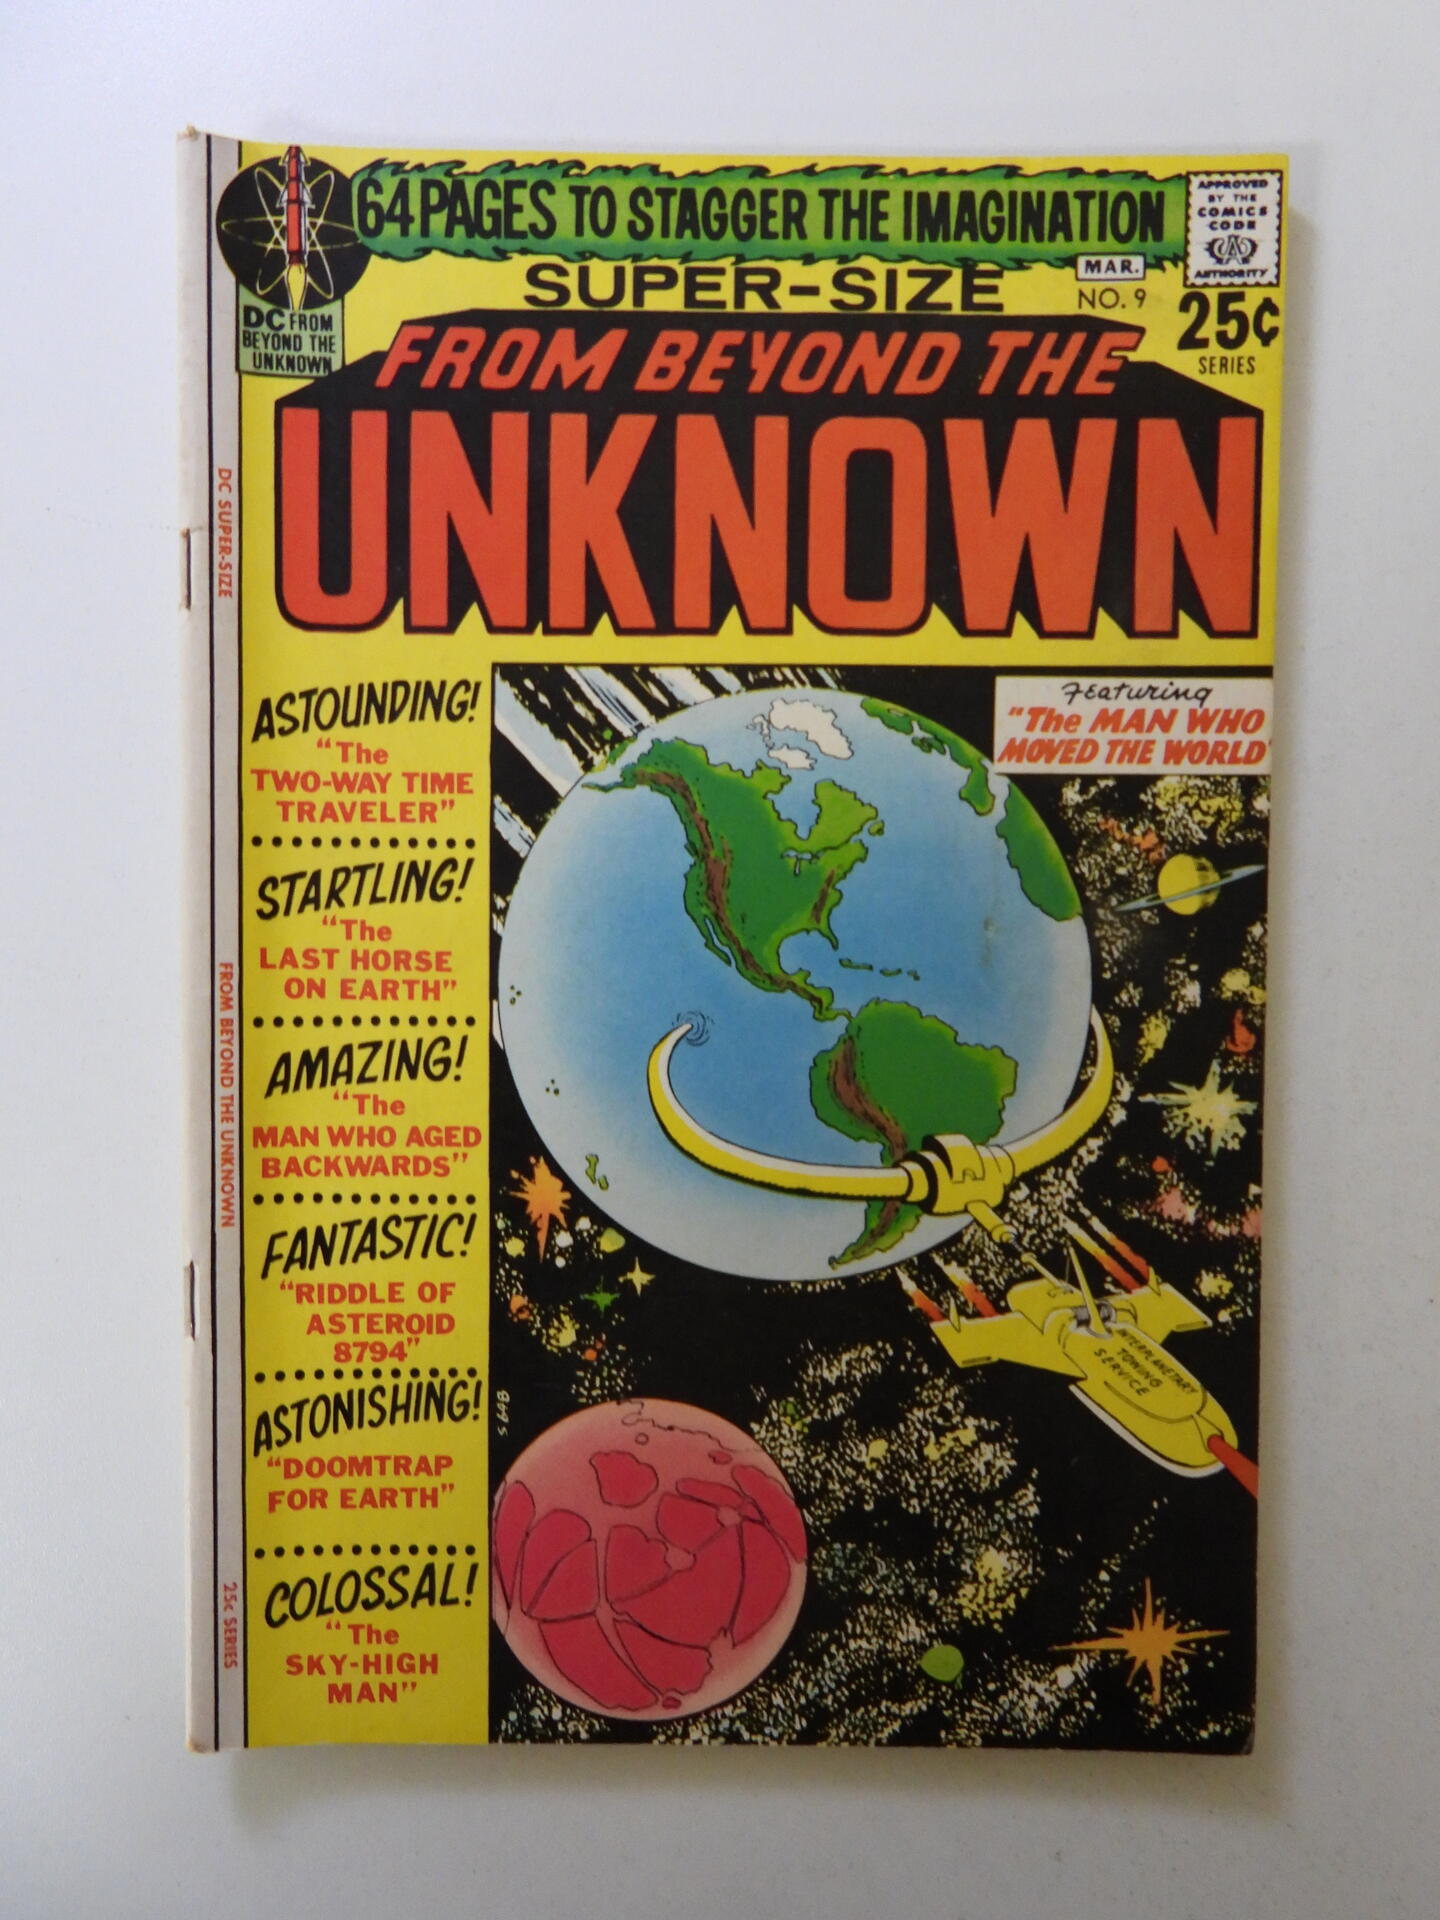 64 PAGES TO STAGGER THE IMAGINATION
APPROVED
BY THE
COMICS
CODE
CA
AUTHORITY
SUPER-SIZE
MAR.
NO. 9
25¢
SERIES
DC FROM
BEYOND THE
UNKNOWN
FROM BEYOND THE
UNKNOWN
DC SUPER-SIZE
FROM BEYOND THE UNKNOWN
25c SERIES
ASTOUNDING!
"The
TWO-WAY TIME
TRAVELER"
STARTLING!
"The
LAST HORSE
ON EARTH"
AMAZING!
"The
MAN WHO AGED
BACKWARDS"
FANTASTIC!
"RIDDLE OF
ASTEROID
8794"
ASTONISHING!
"DOOMTRAP
FOR EARTH"
COLOSSAL!
"The
SKY-HIGH
MAN"
Featuring
"The MAN WHO
MOVED THE WORLD"
INTERPLANETARY
TOWING
SERVICE
S 648